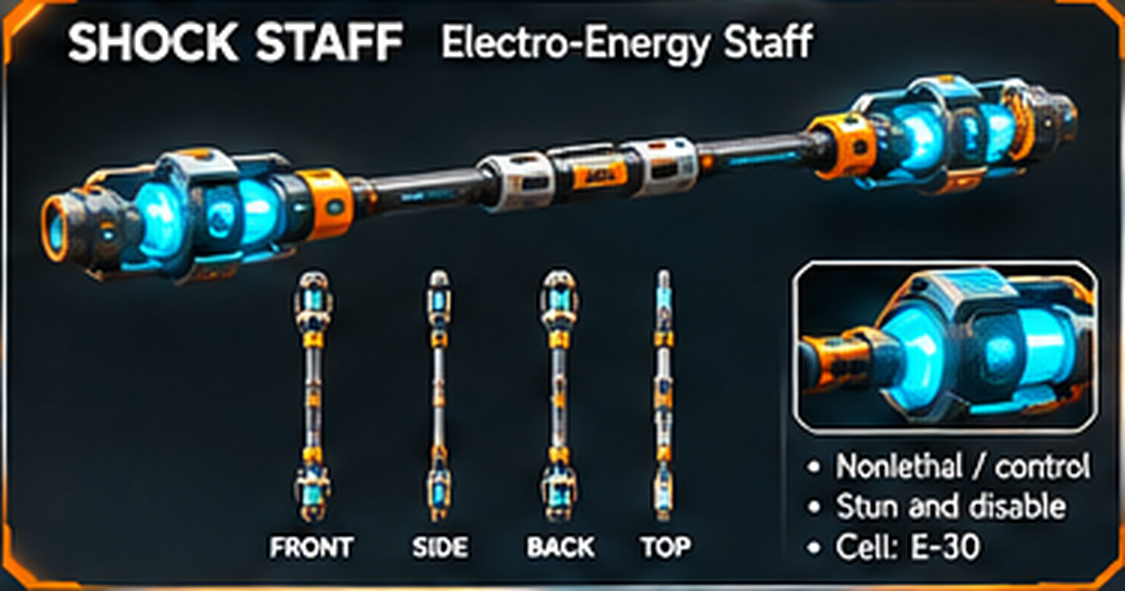 SHOCK STAFF Electro-Energy Staff
FRONT SIDE BACK TOP
• Nonlethal / control
• Stun and disable
• Cell: E-30